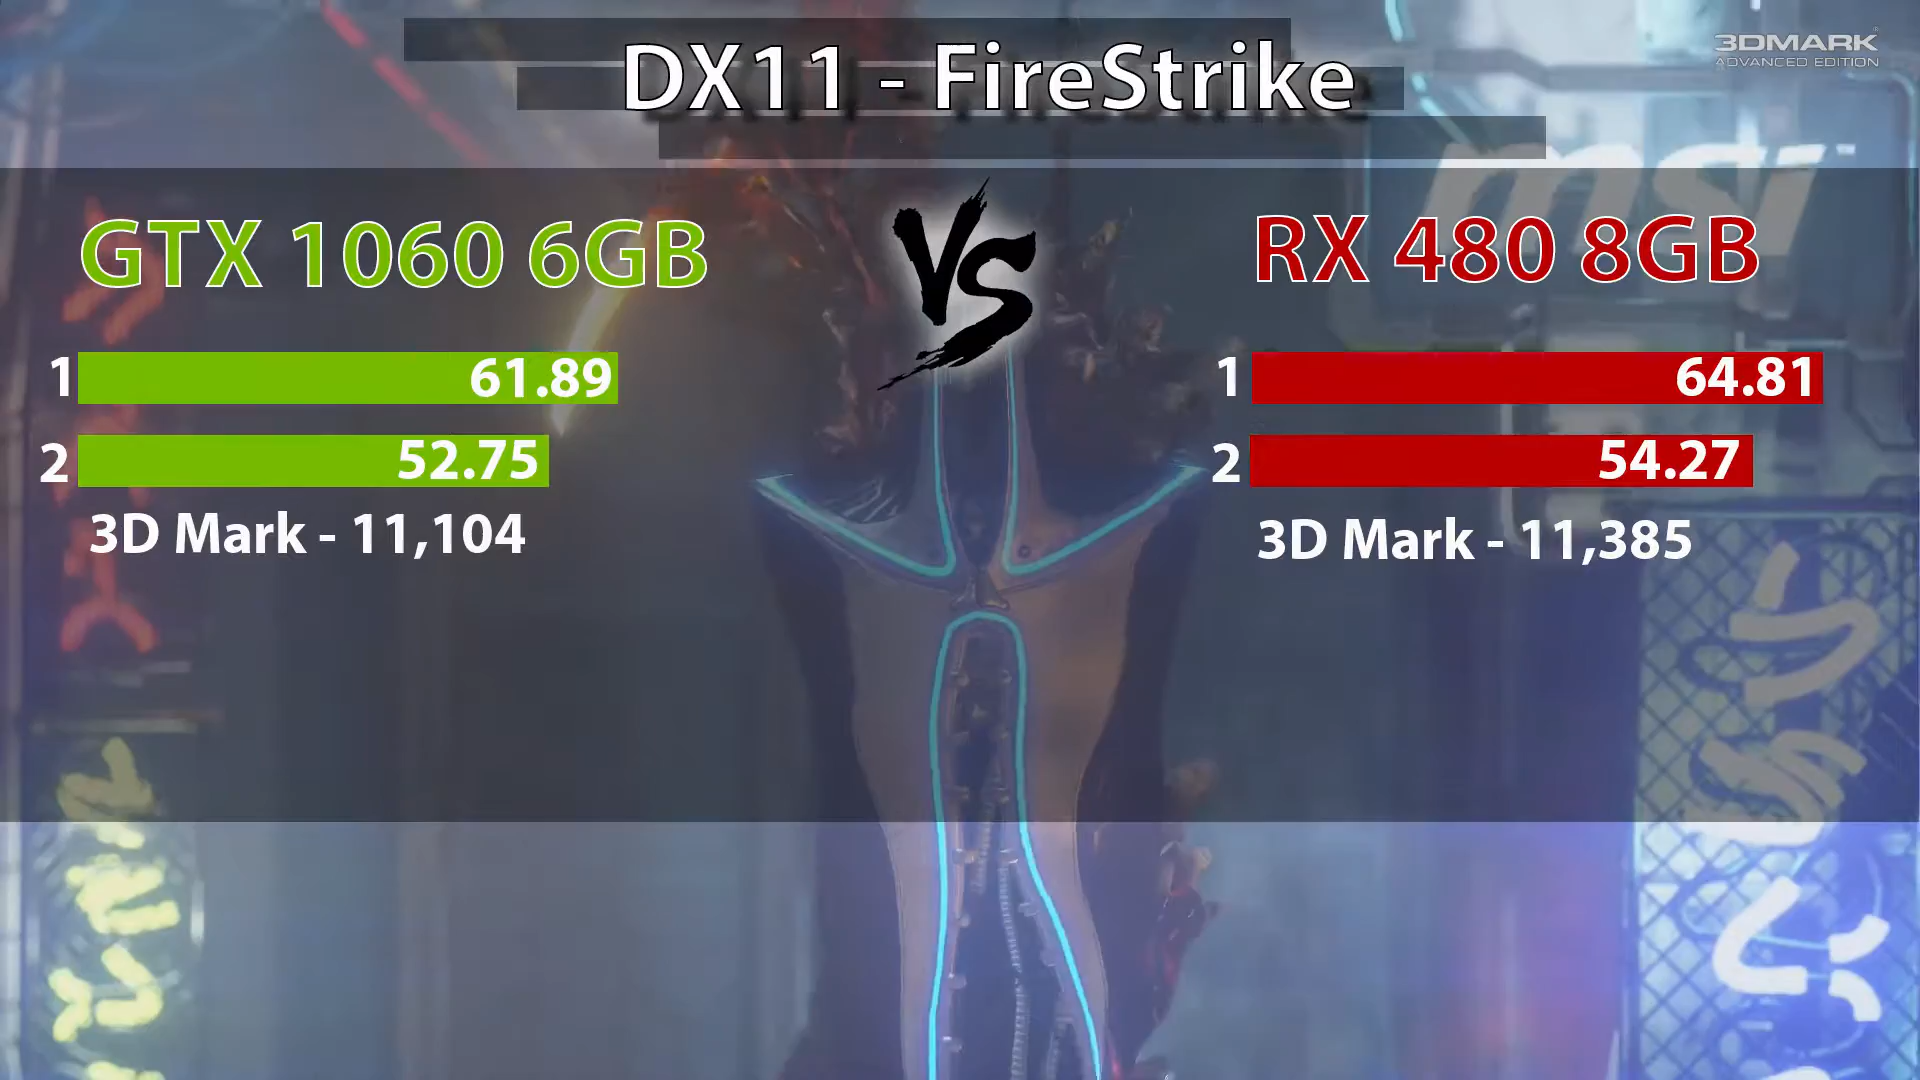 DX11 - FireStrike
3DMARK
ADVANCED EDITION
msi
GTX 1060 6GB
VS
RX 480 8GB
1 61.89
2 52.75
3D Mark - 11,104
1 64.81
2 54.27
3D Mark - 11,385